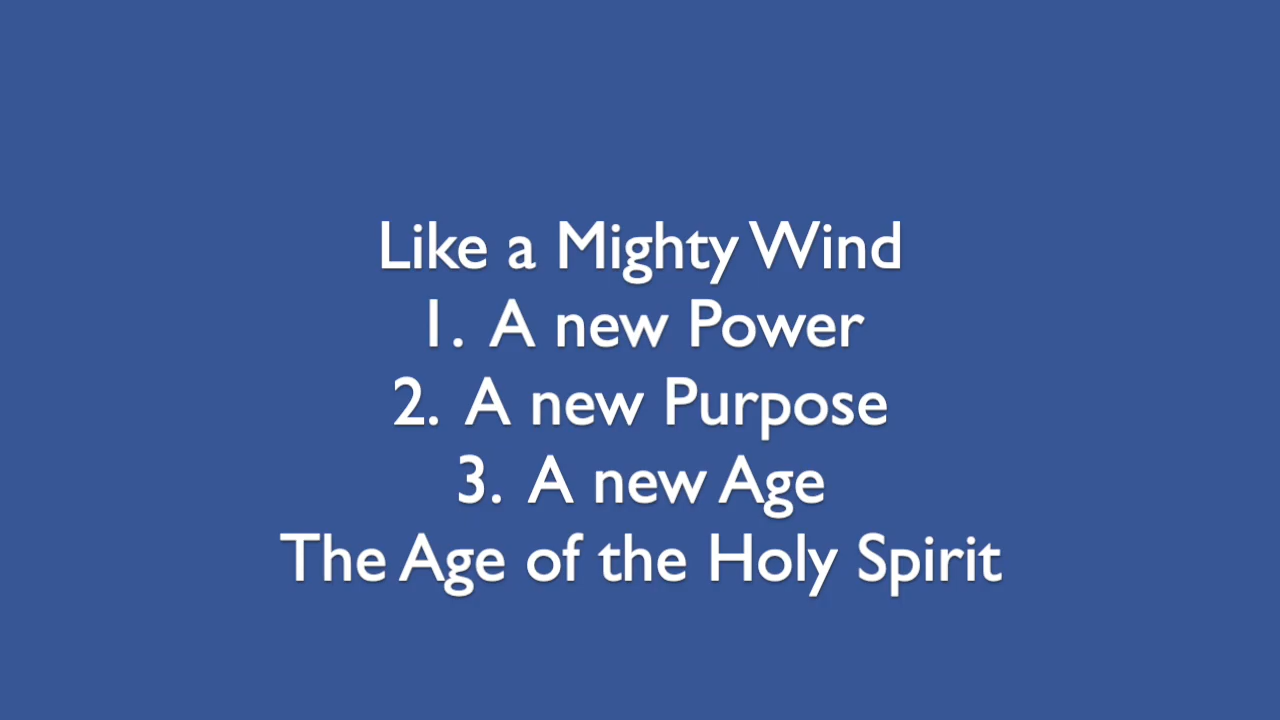 Like a Mighty Wind
1. A new Power
2. A new Purpose
3. A new Age
The Age of the Holy Spirit